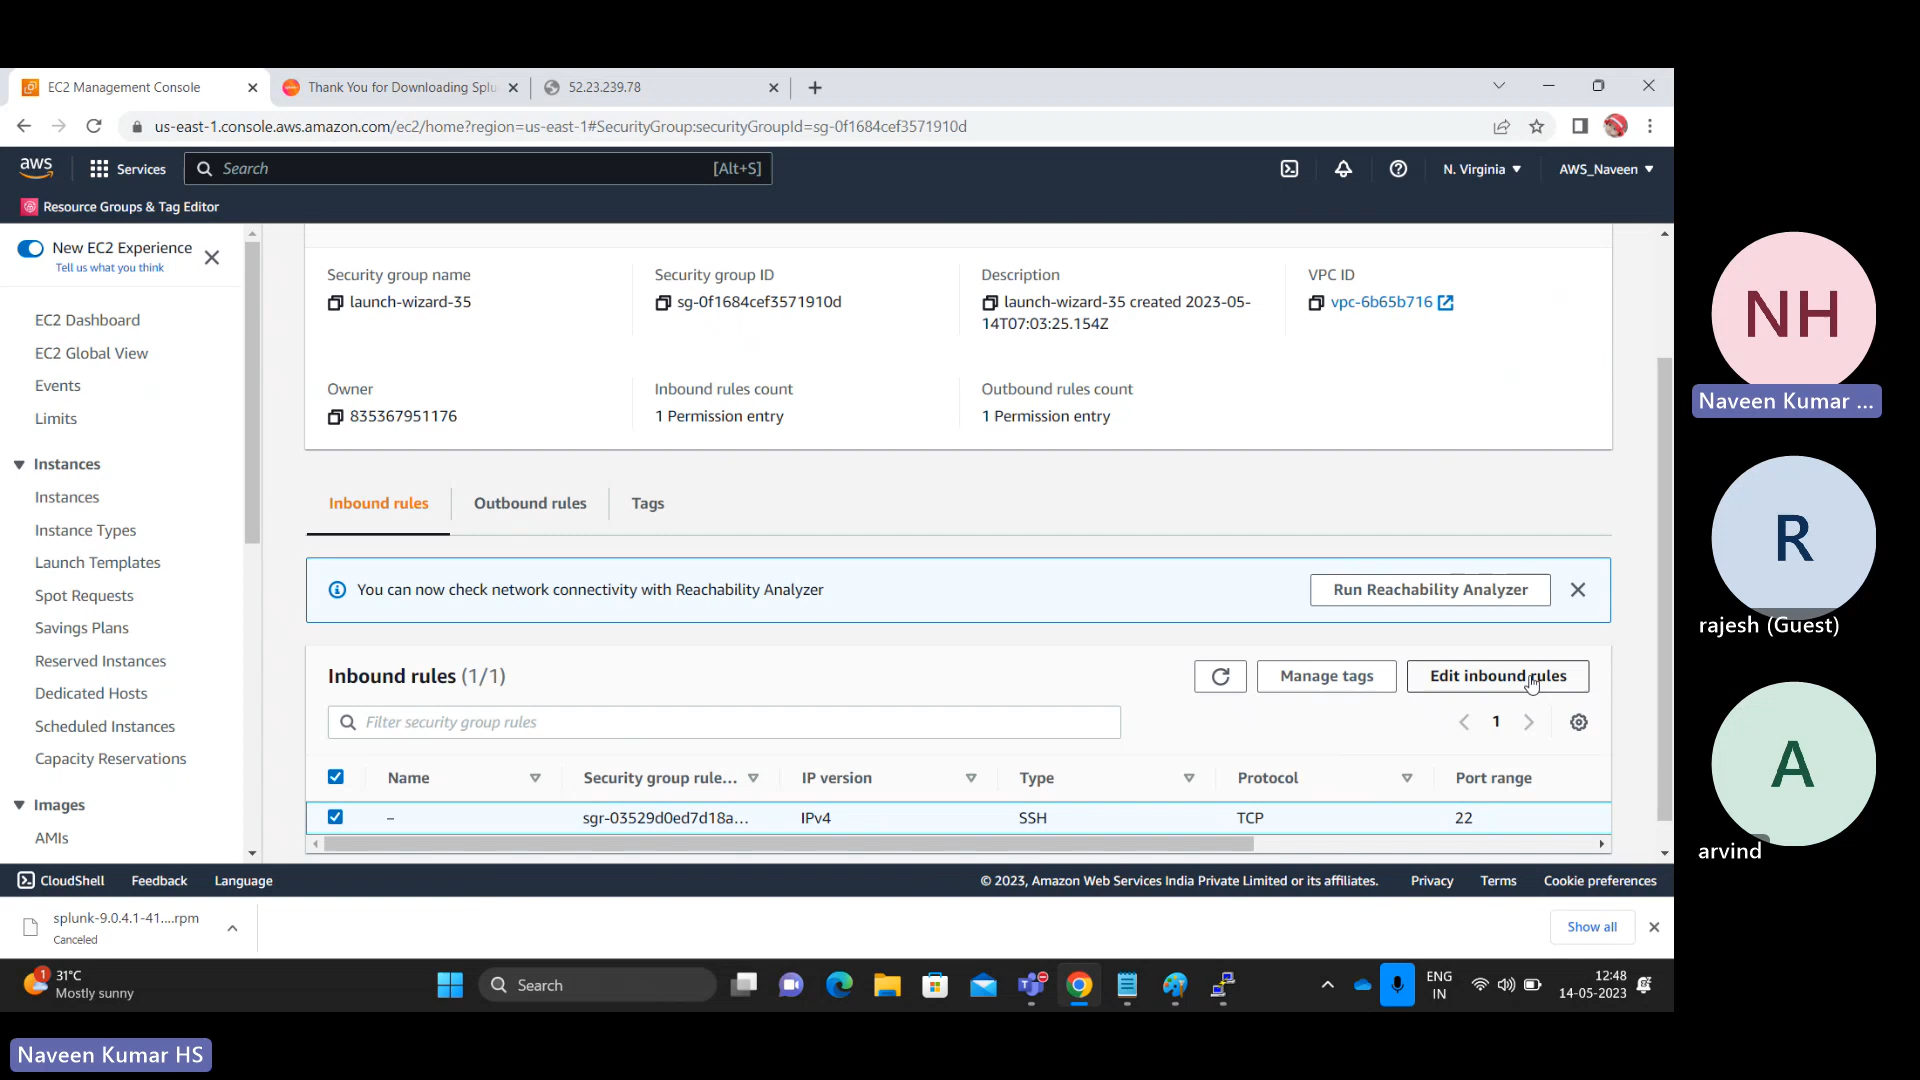 EC2 Management Console
Thank You for Downloading Splu
52.23.239.78
us-east-1.console.aws.amazon.com/ec2/home?region=us-east-1#SecurityGroup:securityGroupId=sg-0f1684cef3571910d
aws
Services
Search
[Alt+S]
N. Virginia
AWS_Naveen
Resource Groups & Tag Editor
New EC2 Experience
Tell us what you think
EC2 Dashboard
EC2 Global View
Events
Limits
Instances
Instances
Instance Types
Launch Templates
Spot Requests
Savings Plans
Reserved Instances
Dedicated Hosts
Scheduled Instances
Capacity Reservations
Images
AMIs
Security group name
launch-wizard-35
Security group ID
sg-0f1684cef3571910d
Description
launch-wizard-35 created 2023-05-
14T07:03:25.154Z
VPC ID
vpc-6b65b716
Owner
835367951176
Inbound rules count
1 Permission entry
Outbound rules count
1 Permission entry
Inbound rules
Outbound rules
Tags
You can now check network connectivity with Reachability Analyzer
Run Reachability Analyzer
Inbound rules (1/1)
Manage tags
Edit inbound rules
Filter security group rules
1
Name
Security group rule...
IP version
Type
Protocol
Port range
–
sgr-03529d0ed7d18a...
IPv4
SSH
TCP
22
CloudShell
Feedback
Language
© 2023, Amazon Web Services India Private Limited or its affiliates.
Privacy
Terms
Cookie preferences
splunk-9.0.4.1-41....rpm
Canceled
Show all
1
31°C
Mostly sunny
Search
ENG
IN
12:48
14-05-2023
NH
Naveen Kumar ...
R
rajesh (Guest)
A
arvind
Naveen Kumar HS